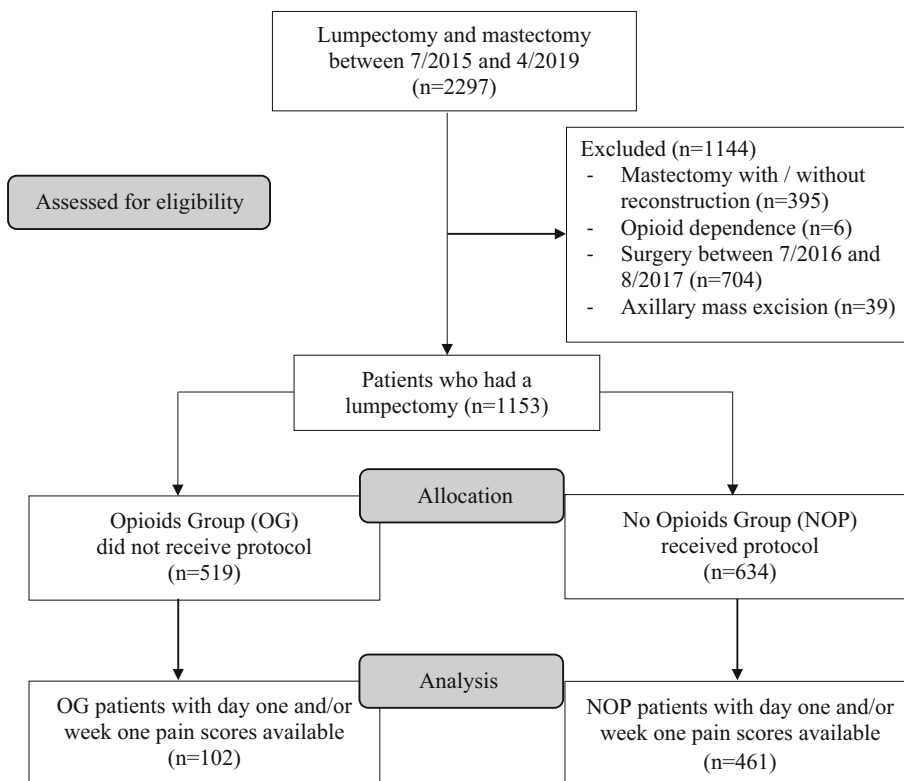 Lumpectomy and mastectomy
between 7/2015 and 4/2019
(n=2297)
Excluded (n=1144)
- Mastectomy with / without
reconstruction (n=395)
- Opioid dependence (n=6)
- Surgery between 7/2016 and
8/2017 (n=704)
- Axillary mass excision (n=39)
Assessed for eligibility
Patients who had a
lumpectomy (n=1153)
Allocation
Opioids Group (OG)
did not receive protocol
(n=519)
No Opioids Group (NOP)
received protocol
(n=634)
Analysis
OG patients with day one and/or
week one pain scores available
(n=102)
NOP patients with day one and/or
week one pain scores available
(n=461)